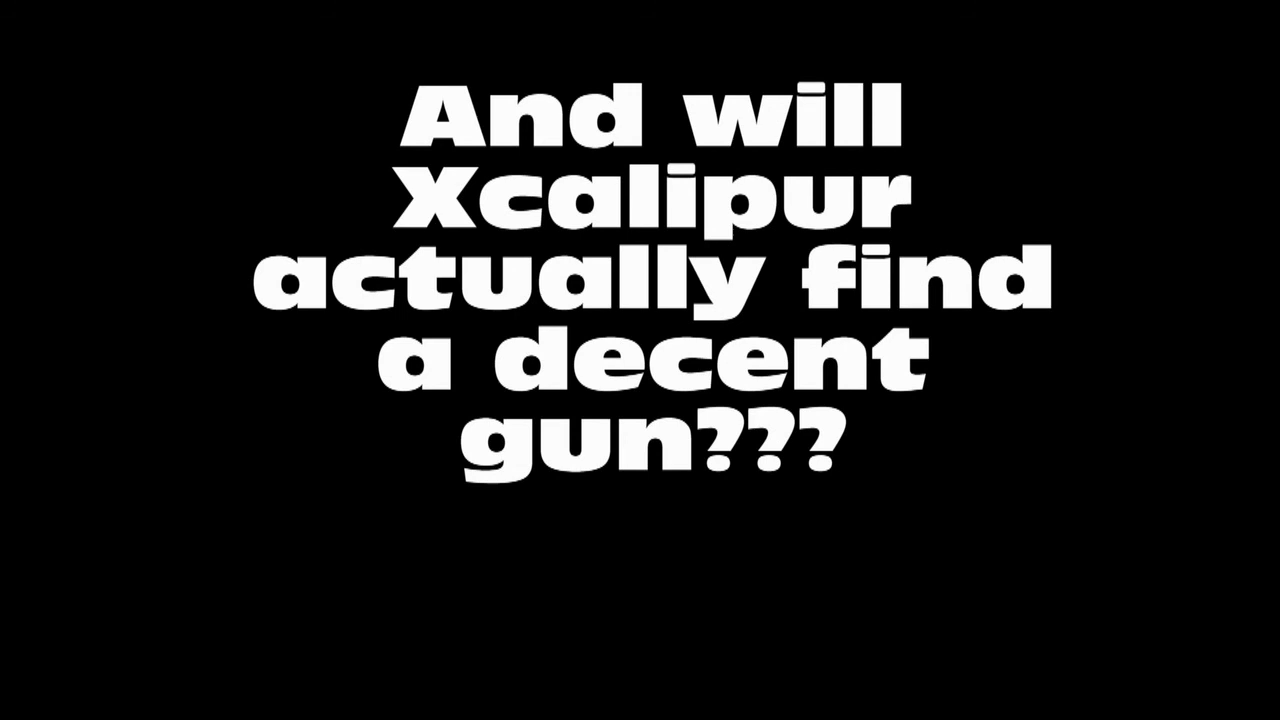 And will
Xcalipur
actually find
a decent
gun???